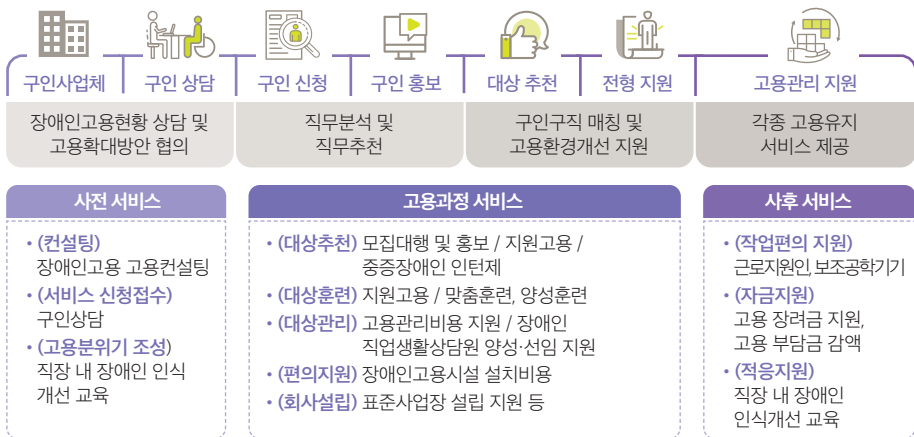 구인사업체
구인 상담
구인 신청
구인 홍보
대상 추천
전형 지원
고용관리 지원
장애인고용현황 상담 및
고용확대방안 협의
직무분석 및
직무추천
구인구직 매칭 및
고용환경개선 지원
각종 고용유지
서비스 제공
사전 서비스
• (컨설팅)
장애인고용 고용컨설팅
• (서비스 신청접수)
구인상담
• (고용분위기 조성)
직장 내 장애인 인식
개선 교육
고용과정 서비스
• (대상추천) 모집대행 및 홍보 / 지원고용 /
중증장애인 인턴제
• (대상훈련) 지원고용 / 맞춤훈련, 양성훈련
• (대상관리) 고용관리비용 지원 / 장애인
직업생활상담원 양성·선임 지원
• (편의지원) 장애인고용시설 설치비용
• (회사설립) 표준사업장 설립 지원 등
사후 서비스
• (작업편의 지원)
근로지원인, 보조공학기기
• (자금지원)
고용 장려금 지원,
고용 부담금 감액
• (적응지원)
직장 내 장애인
인식개선 교육